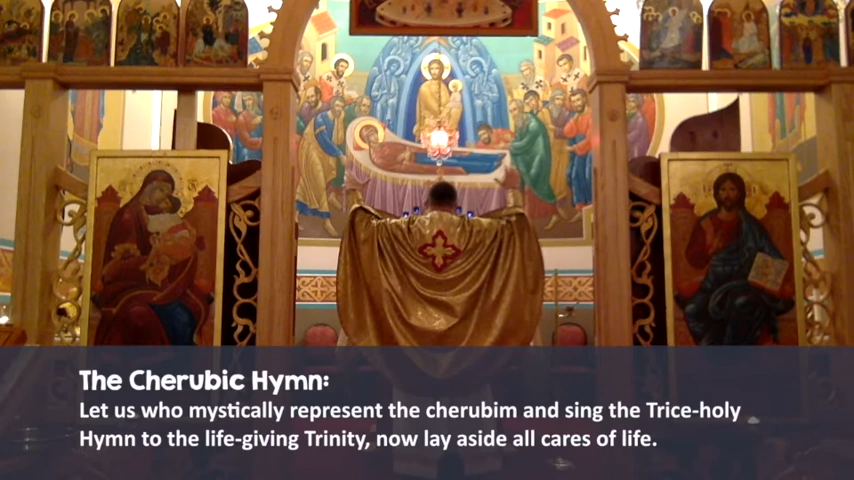 The Cherubic Hymn:
Let us who mystically represent the cherubim and sing the Trice-holy
Hymn to the life-giving Trinity, now lay aside all cares of life.